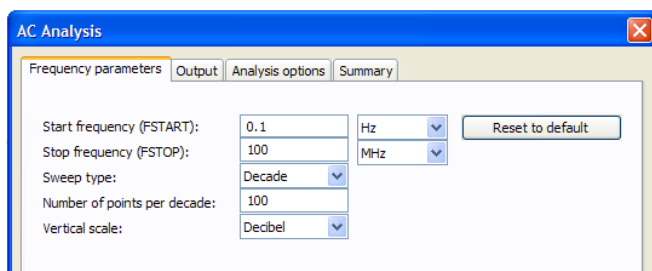 AC Analysis
Frequency parameters Output Analysis options Summary
Start frequency (FSTART): 0.1 Hz Reset to default
Stop frequency (FSTOP): 100 MHz
Sweep type: Decade
Number of points per decade: 100
Vertical scale: Decibel